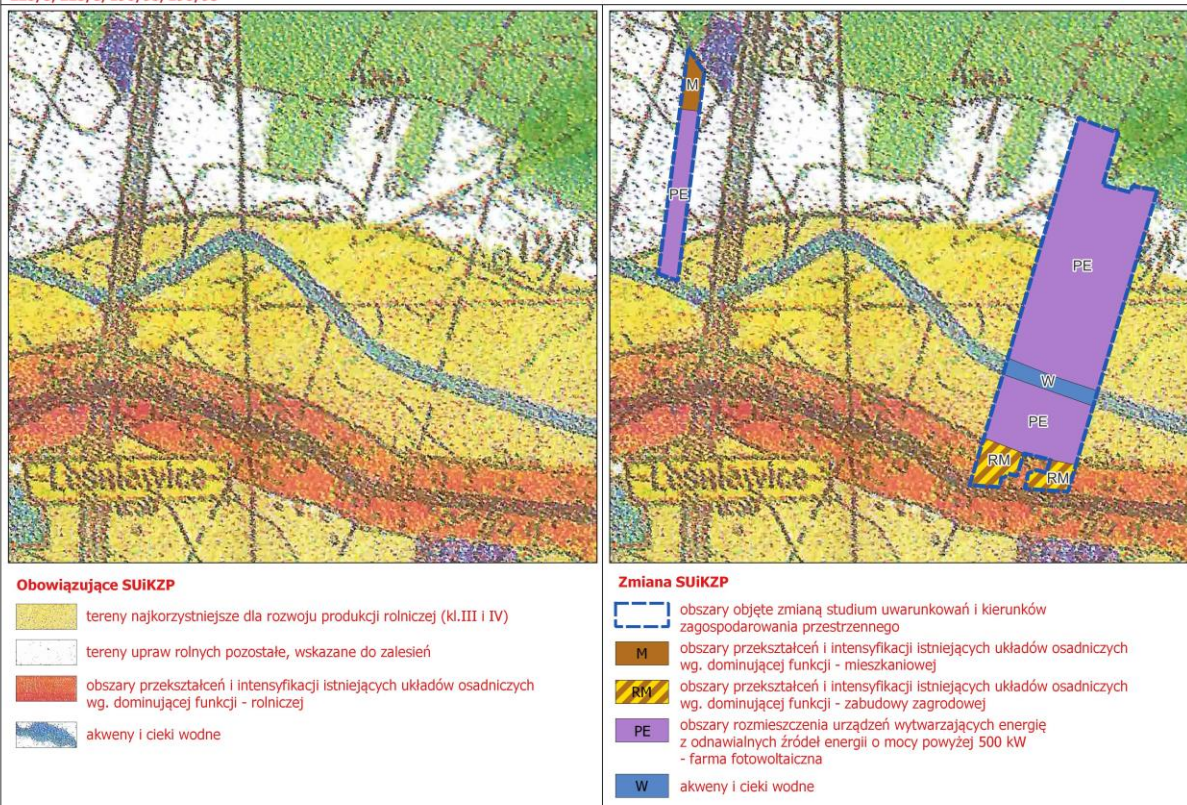 M
PE
PE
W
PE
RM
RM
Obowiązujące SUiKZP
tereny najkorzystniejsze dla rozwoju produkcji rolniczej (kl.III i IV)
tereny upraw rolnych pozostałe, wskazane do zalesień
obszary przekształceń i intensyfikacji istniejących układów osadniczych
wg. dominującej funkcji - rolniczej
akweny i cieki wodne
Zmiana SUiKZP
obszary objęte zmianą studium uwarunkowań i kierunków
zagospodarowania przestrzennego
M
obszary przekształceń i intensyfikacji istniejących układów osadniczych
wg. dominującej funkcji - mieszkaniowej
RM
obszary przekształceń i intensyfikacji istniejących układów osadniczych
wg. dominującej funkcji - zabudowy zagrodowej
PE
obszary rozmieszczenia urządzeń wytwarzających energię
z odnawialnych źródeł energii o mocy powyżej 500 kW
- farma fotowoltaiczna
W
akweny i cieki wodne